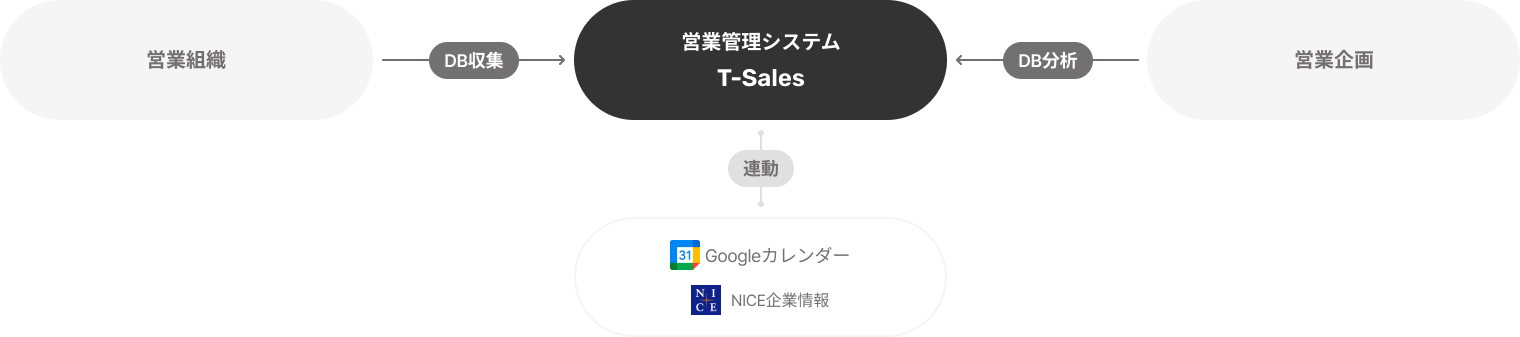 営業組織
DB収集
営業管理システム
T-Sales
DB分析
営業企画
連動
31
Googleカレンダー
N I
C E
NICE企業情報